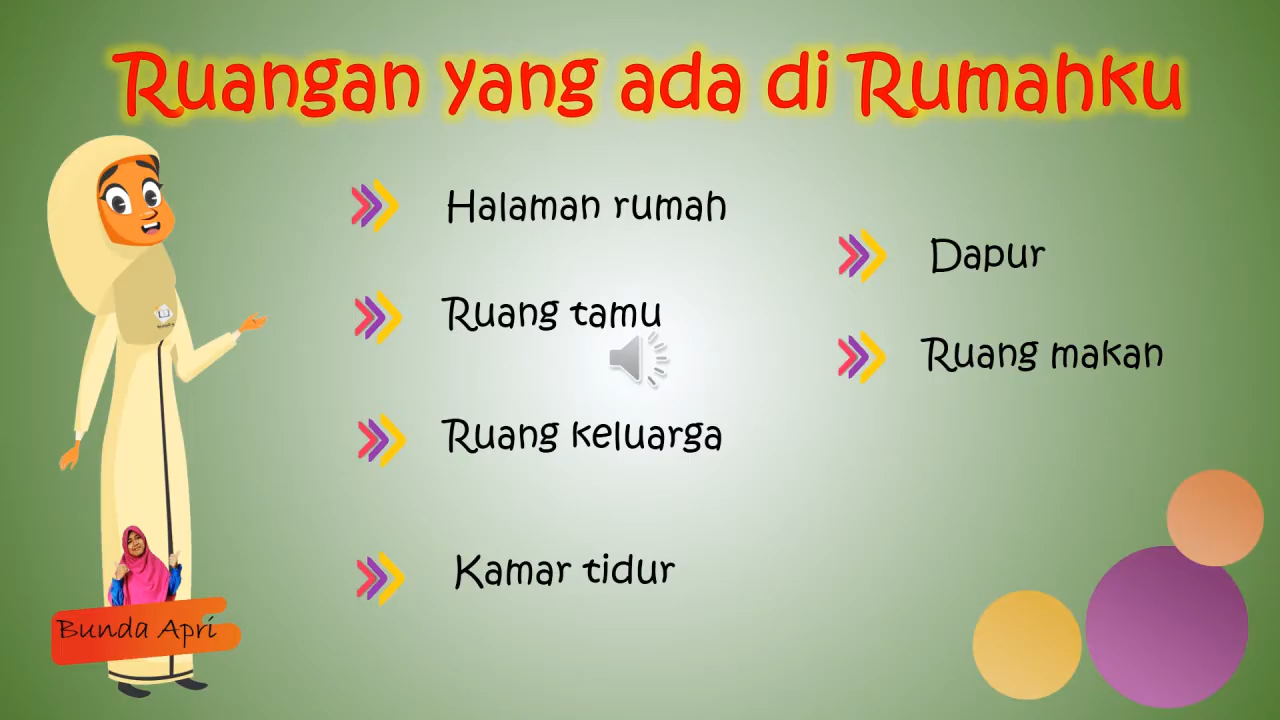 Ruangan yang ada di Rumahku
Halaman rumah
Ruang tamu
Ruang keluarga
Kamar tidur
Dapur
Ruang makan
Bunda Apri